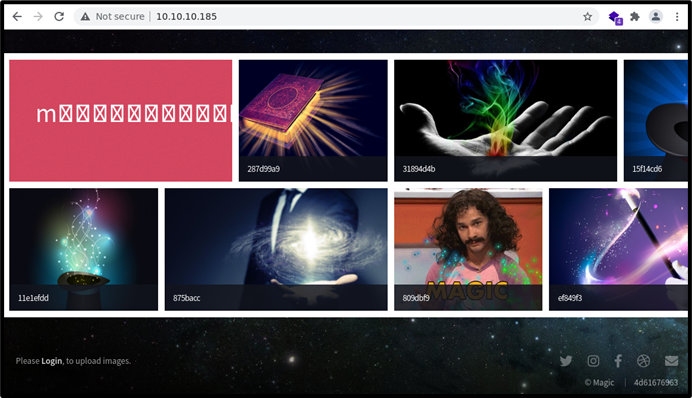 Not secure | 10.10.10.185
4
m
287d99a9
31894d4b
15f14cd6
11e1efdd
875bacc
MAGIC
809dbf9
ef849f3
Please Login, to upload images.
© Magic | 4d61676963